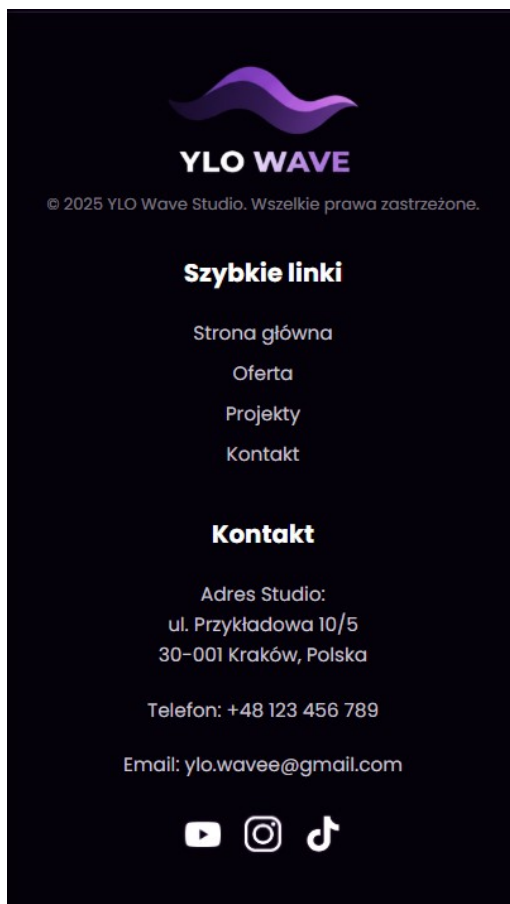 YLO WAVE
© 2025 YLO Wave Studio. Wszelkie prawa zastrzeżone.
Szybkie linki
Strona główna
Oferta
Projekty
Kontakt
Kontakt
Adres Studio:
ul. Przykładowa 10/5
30-001 Kraków, Polska
Telefon: +48 123 456 789
Email: ylo.wavee@gmail.com